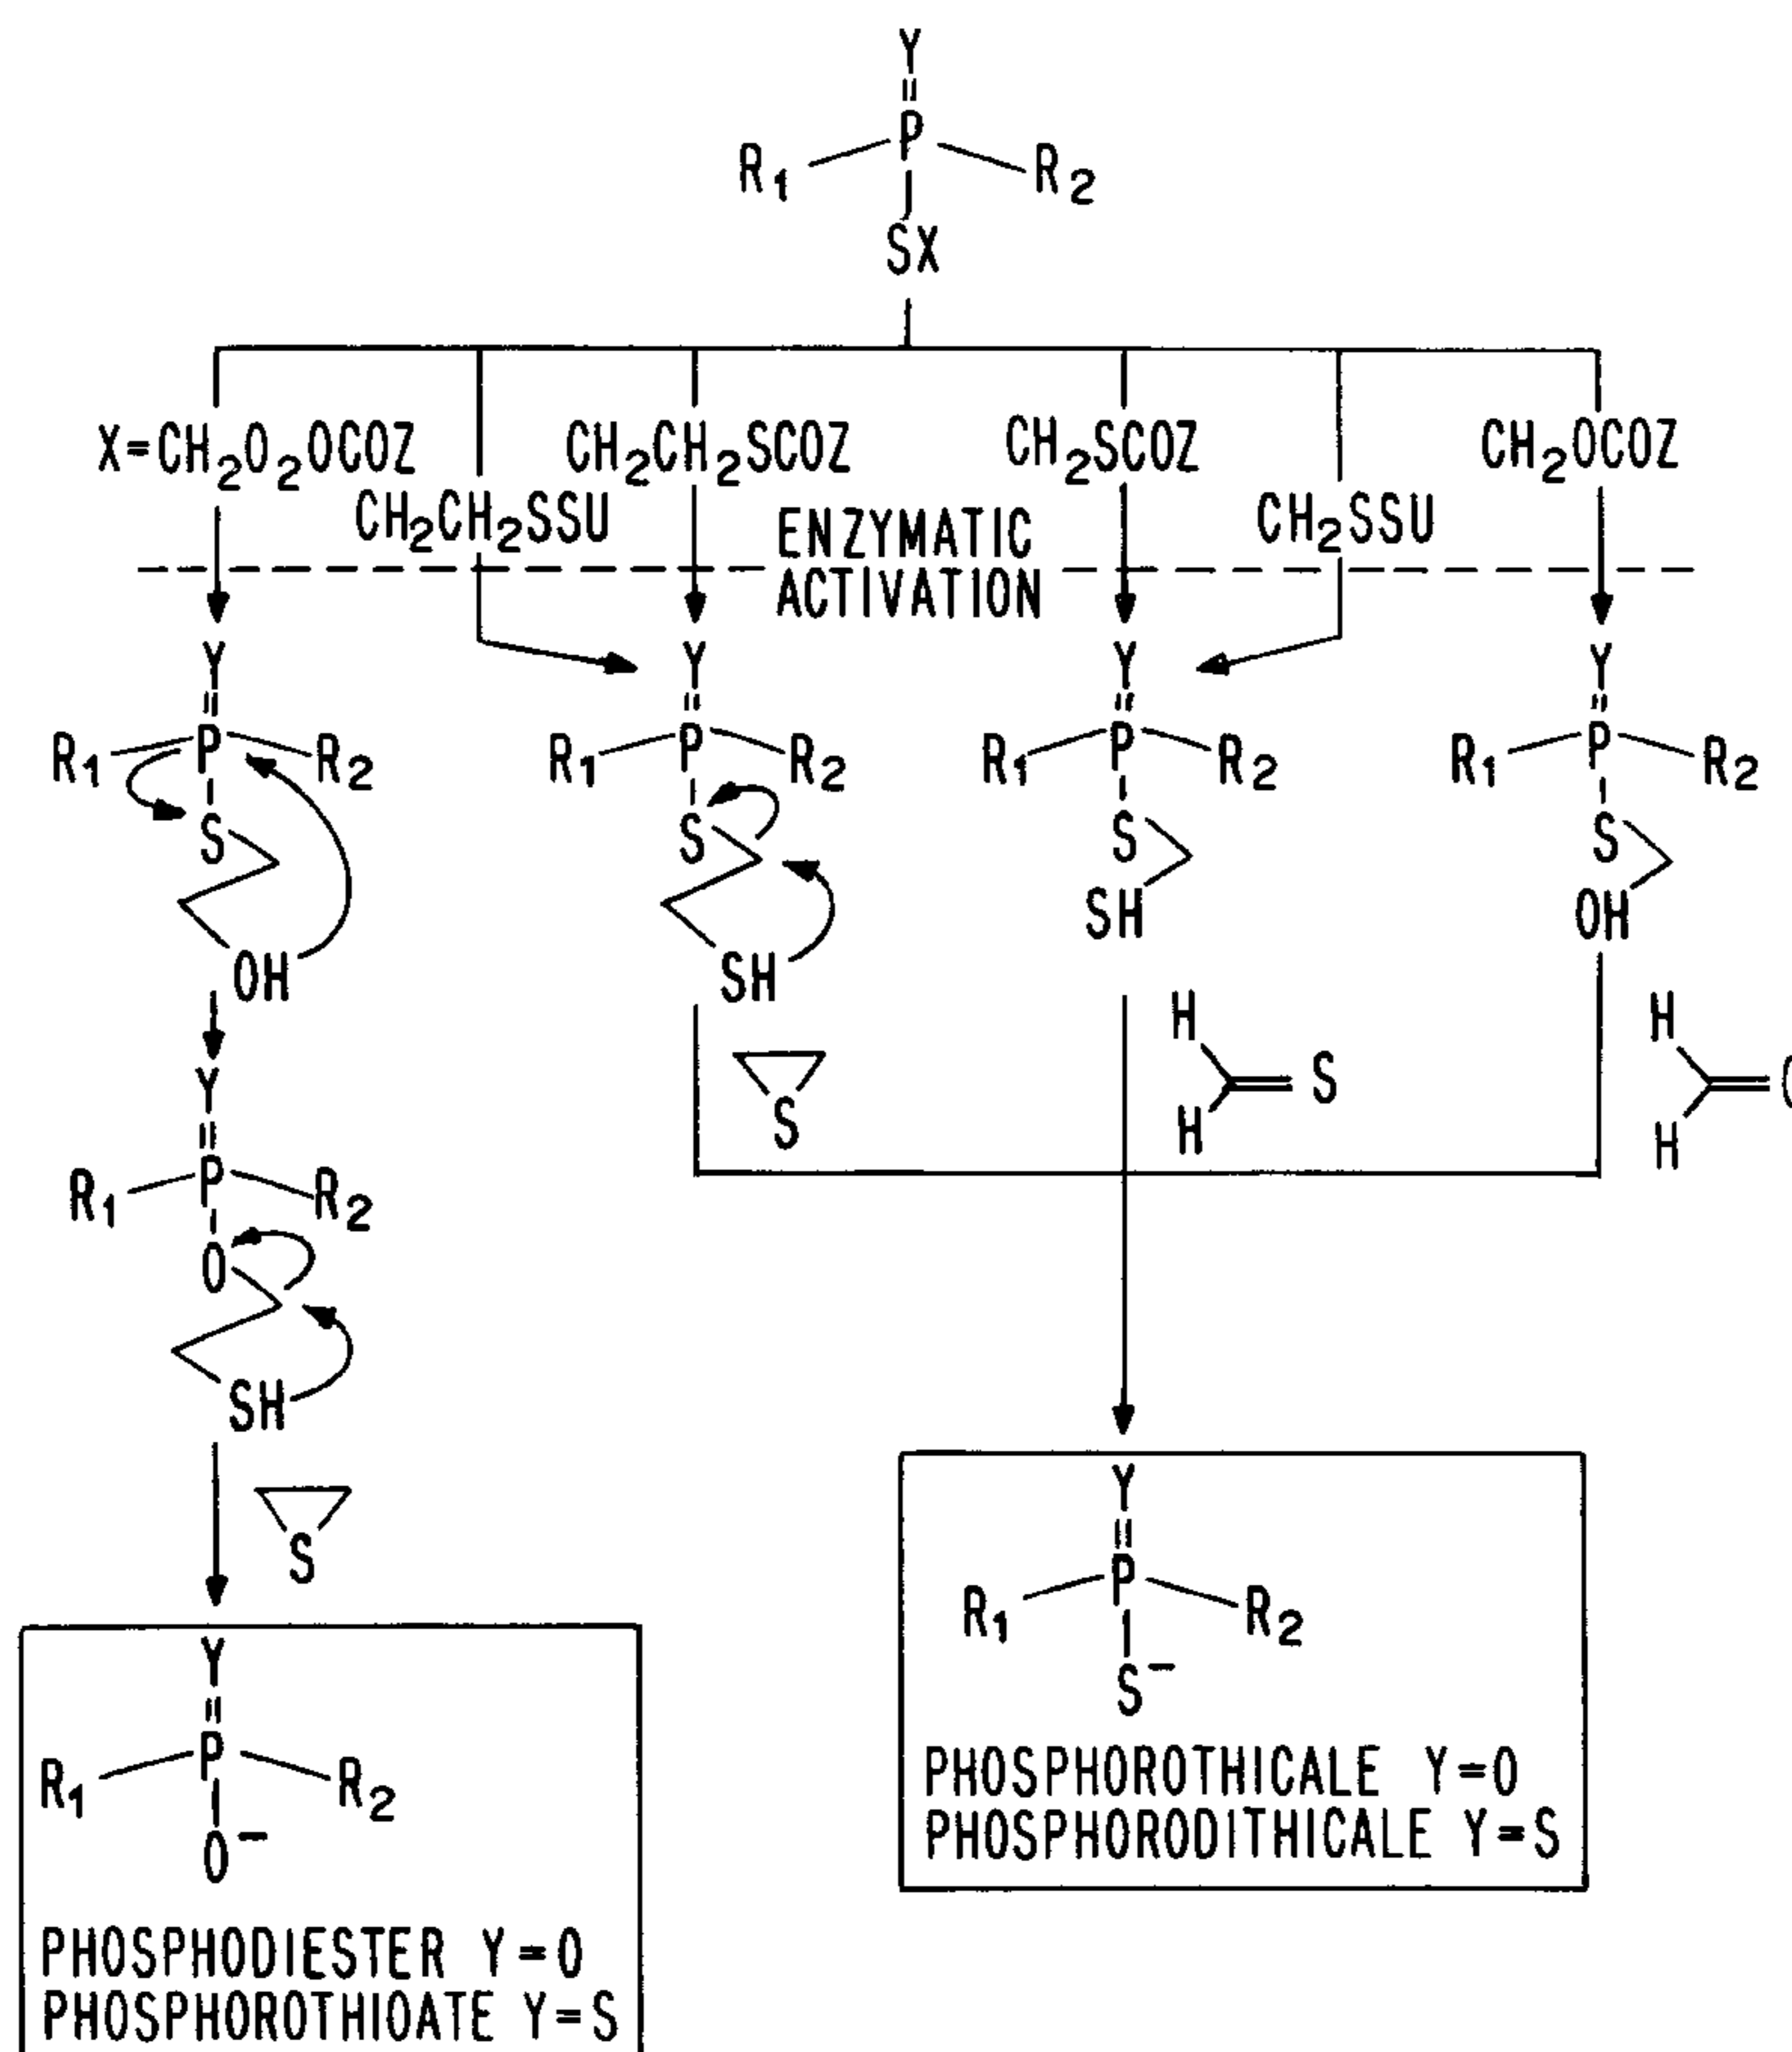 Y
P
R1 R2
SX
X=CH2O2OCOZ CH2CH2SCOZ CH2SCOZ CH2OCOZ
CH2CH2SSU CH2SSU
ENZYMATIC
ACTIVATION
Y Y Y Y
R1 P R2 R1 P R2 R1 P R2 R1 P R2
S S S S
SH OH
OH SH
H H
S
H H
S
Y
R1 P R2
O
SH
S
Y
R1 P R2
S−
PHOSPHOROTHICALE Y=O
PHOSPHORODITHICALE Y=S
Y
R1 P R2
O−
PHOSPHODIESTER Y=O
PHOSPHOROTHIOATE Y=S